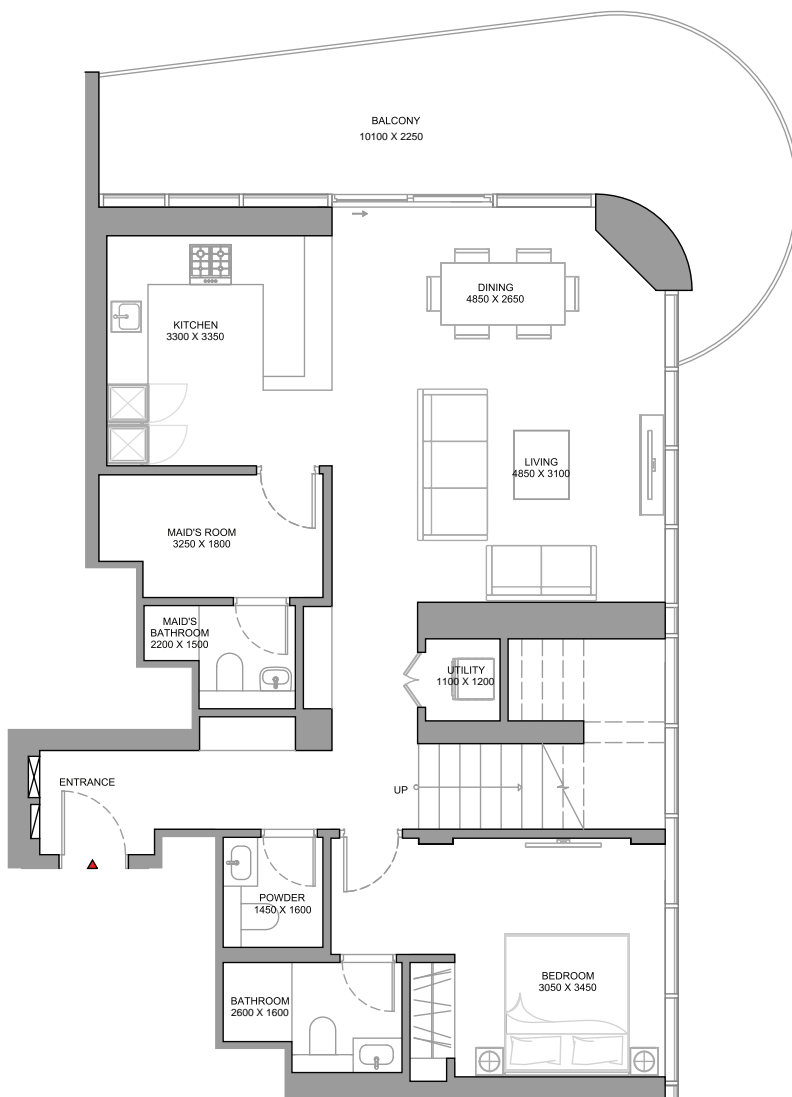 BALCONY
10100 X 2250
DINING
4850 X 2650
KITCHEN
3300 X 3350
LIVING
4850 X 3100
MAID'S ROOM
3250 X 1800
MAID'S
BATHROOM
2200 X 1500
UTILITY
1100 X 1200
ENTRANCE
UP
POWDER
1450 X 1600
BEDROOM
3050 X 3450
BATHROOM
2600 X 1600